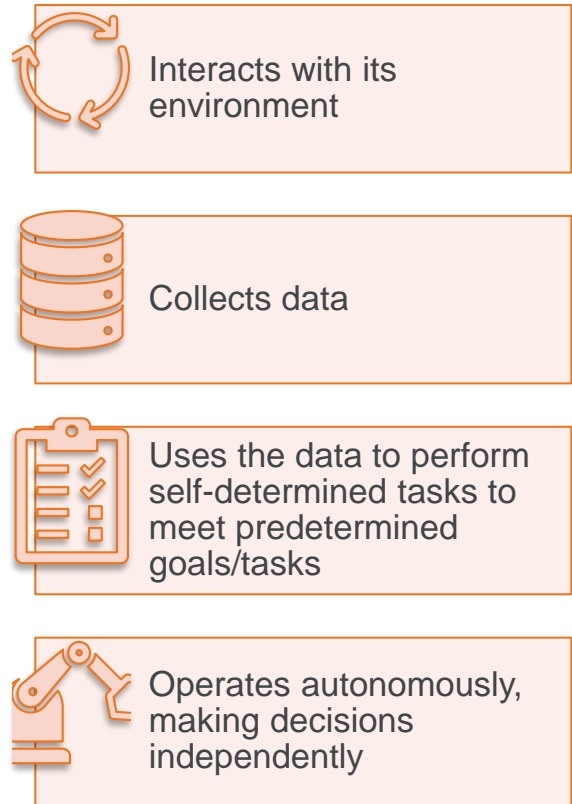 Interacts with its
environment
Collects data
Uses the data to perform
self-determined tasks to
meet predetermined
goals/tasks
Operates autonomously,
making decisions
independently